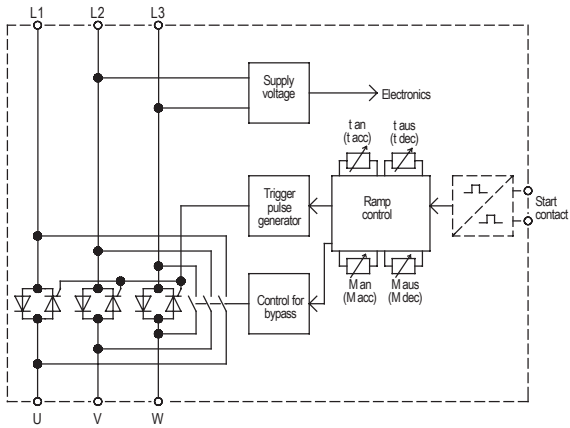 L1
L2
L3
Supply
voltage
Electronics
t an
(t acc)
t aus
(t dec)
Trigger
pulse
generator
Ramp
control
Start
contact
M an
(M acc)
M aus
(M dec)
Control for
bypass
U
V
W